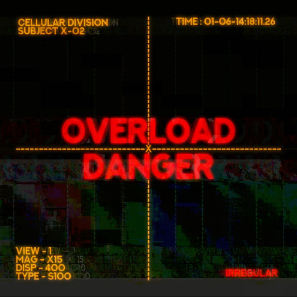 CELLULAR DIVISION
SUBJECT X-02
TIME : 01-06-14:18:11.26
OVERLOAD
X
DANGER
VIEW - 1
MAG - X15
DISP - 400
TYPE - S100
IRREGULAR